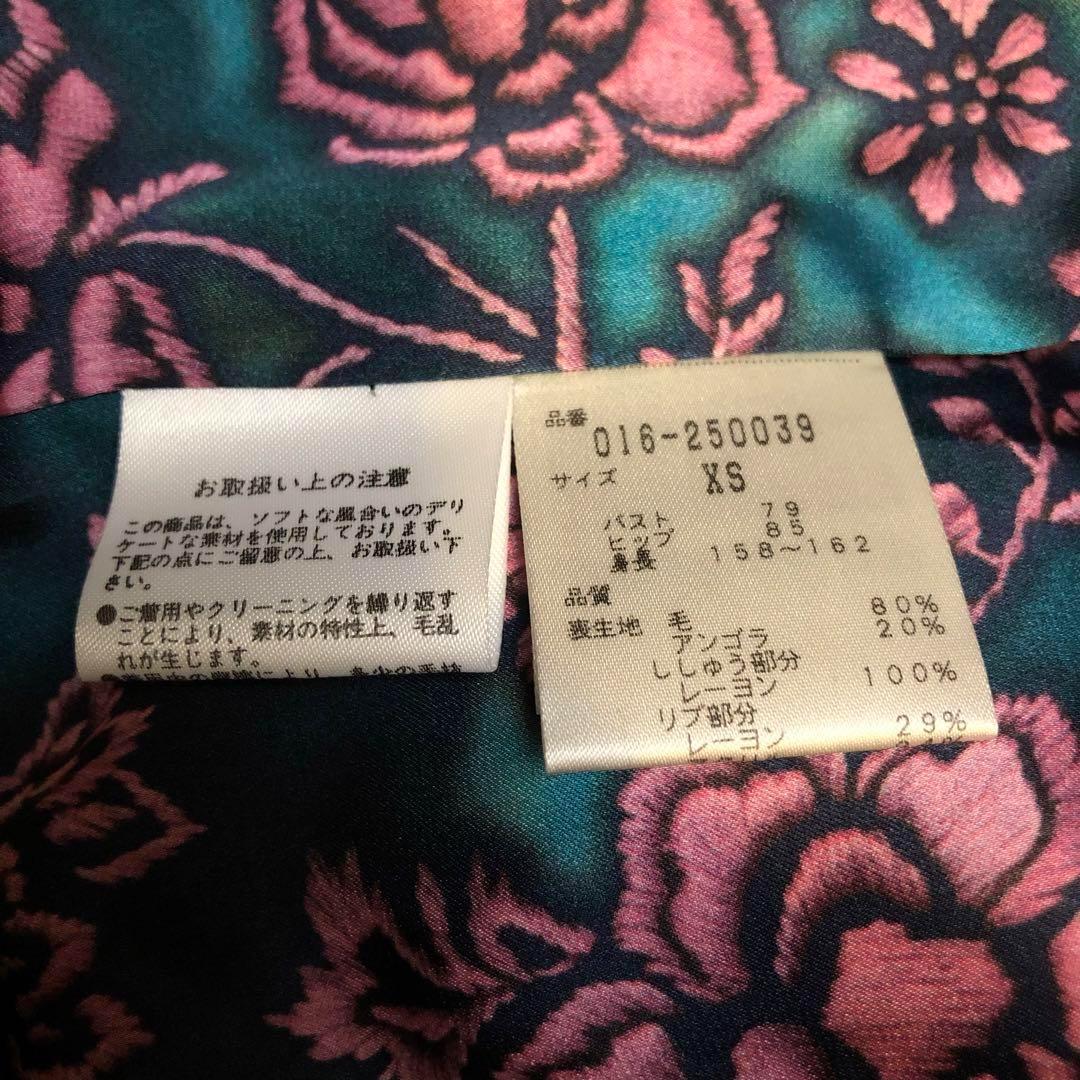 お取扱い上の注意
この商品は、ソフトな風合いのデリ
ケートな素材を使用しております。
下記の点にご留意の上、お取扱い下
さい。
●ご着用やクリーニングを繰り返す
ことにより、素材の特性上、毛乱
れが生じます。
品番
016-250039
サイズ XS
バスト 79
ヒップ 85
身長 158〜162
品質
表生地 毛 80%
アンゴラ 20%
ししゅう部分
レーヨン 100%
リブ部分
レーヨン 29%